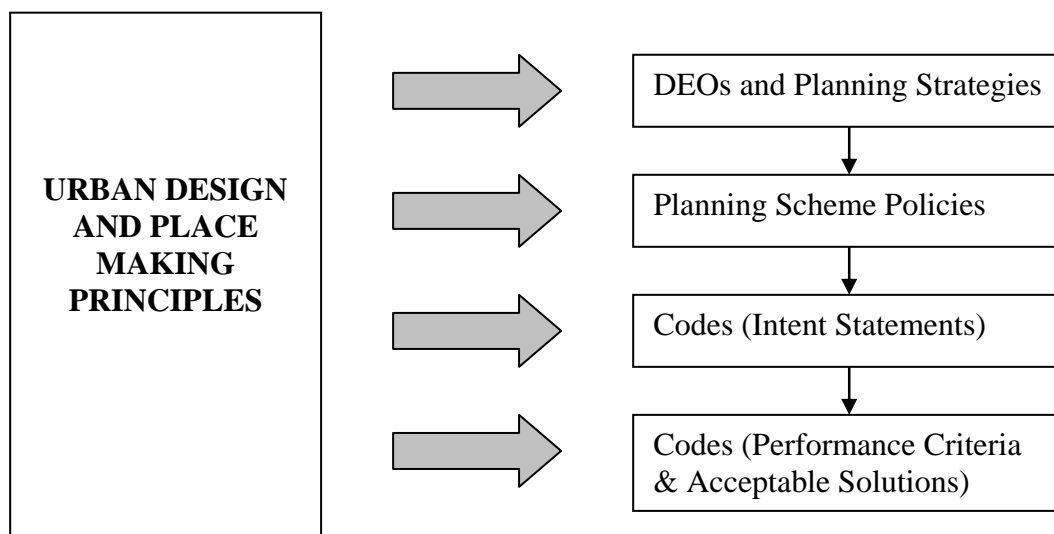 URBAN DESIGN
AND PLACE
MAKING
PRINCIPLES
DEOs and Planning Strategies
Planning Scheme Policies
Codes (Intent Statements)
Codes (Performance Criteria
& Acceptable Solutions)